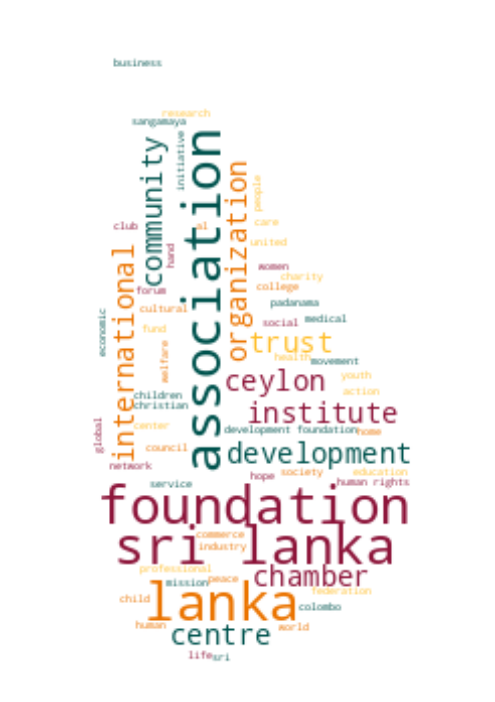 business
research
sangamaya
initiative
community
association
organization
people
club
al
care
hand
united
international
women
charity
forum
college
cultural
padanama
economic
fund
social
medical
trust
welfare
health
movement
ceylon
youth
children
action
christian
institute
global
center
development foundation
home
council
development
network
hope
society
education
service
human rights
foundation
commerce
sri lanka
industry
professional
chamber
mission
peace
federation
lanka
child
colombo
human
centre
world
life
sri